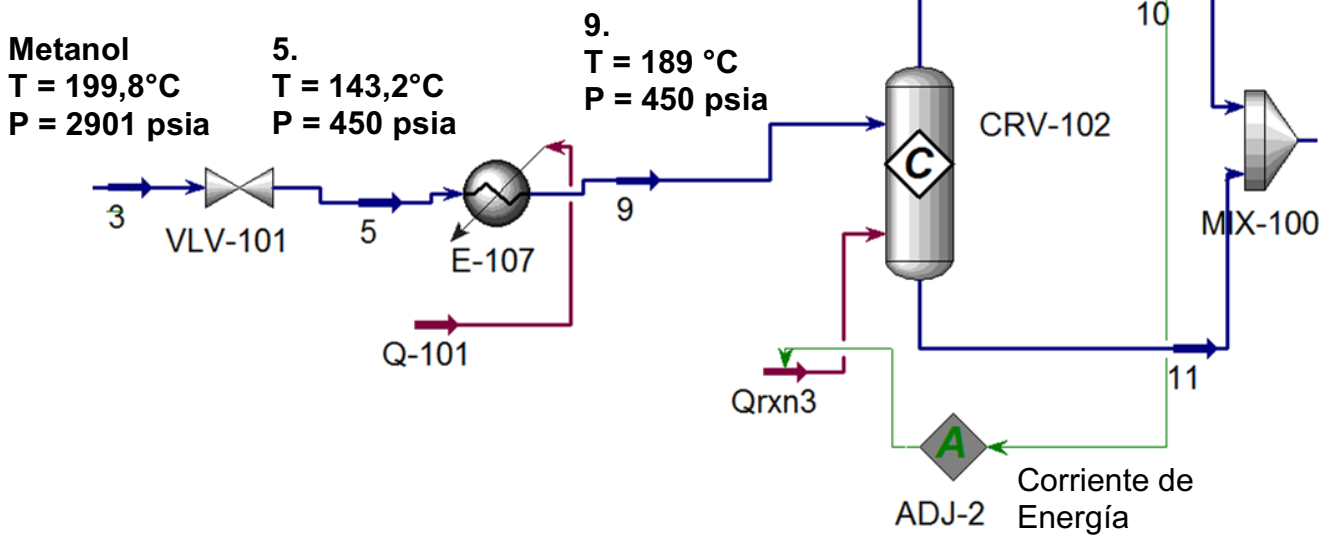 Metanol
T = 199,8°C
P = 2901 psia
5.
T = 143,2°C
P = 450 psia
9.
T = 189 °C
P = 450 psia
10
CRV-102
C
MIX-100
3
VLV-101
5
E-107
9
Q-101
Qrxn3
11
A
ADJ-2
Corriente de
Energía